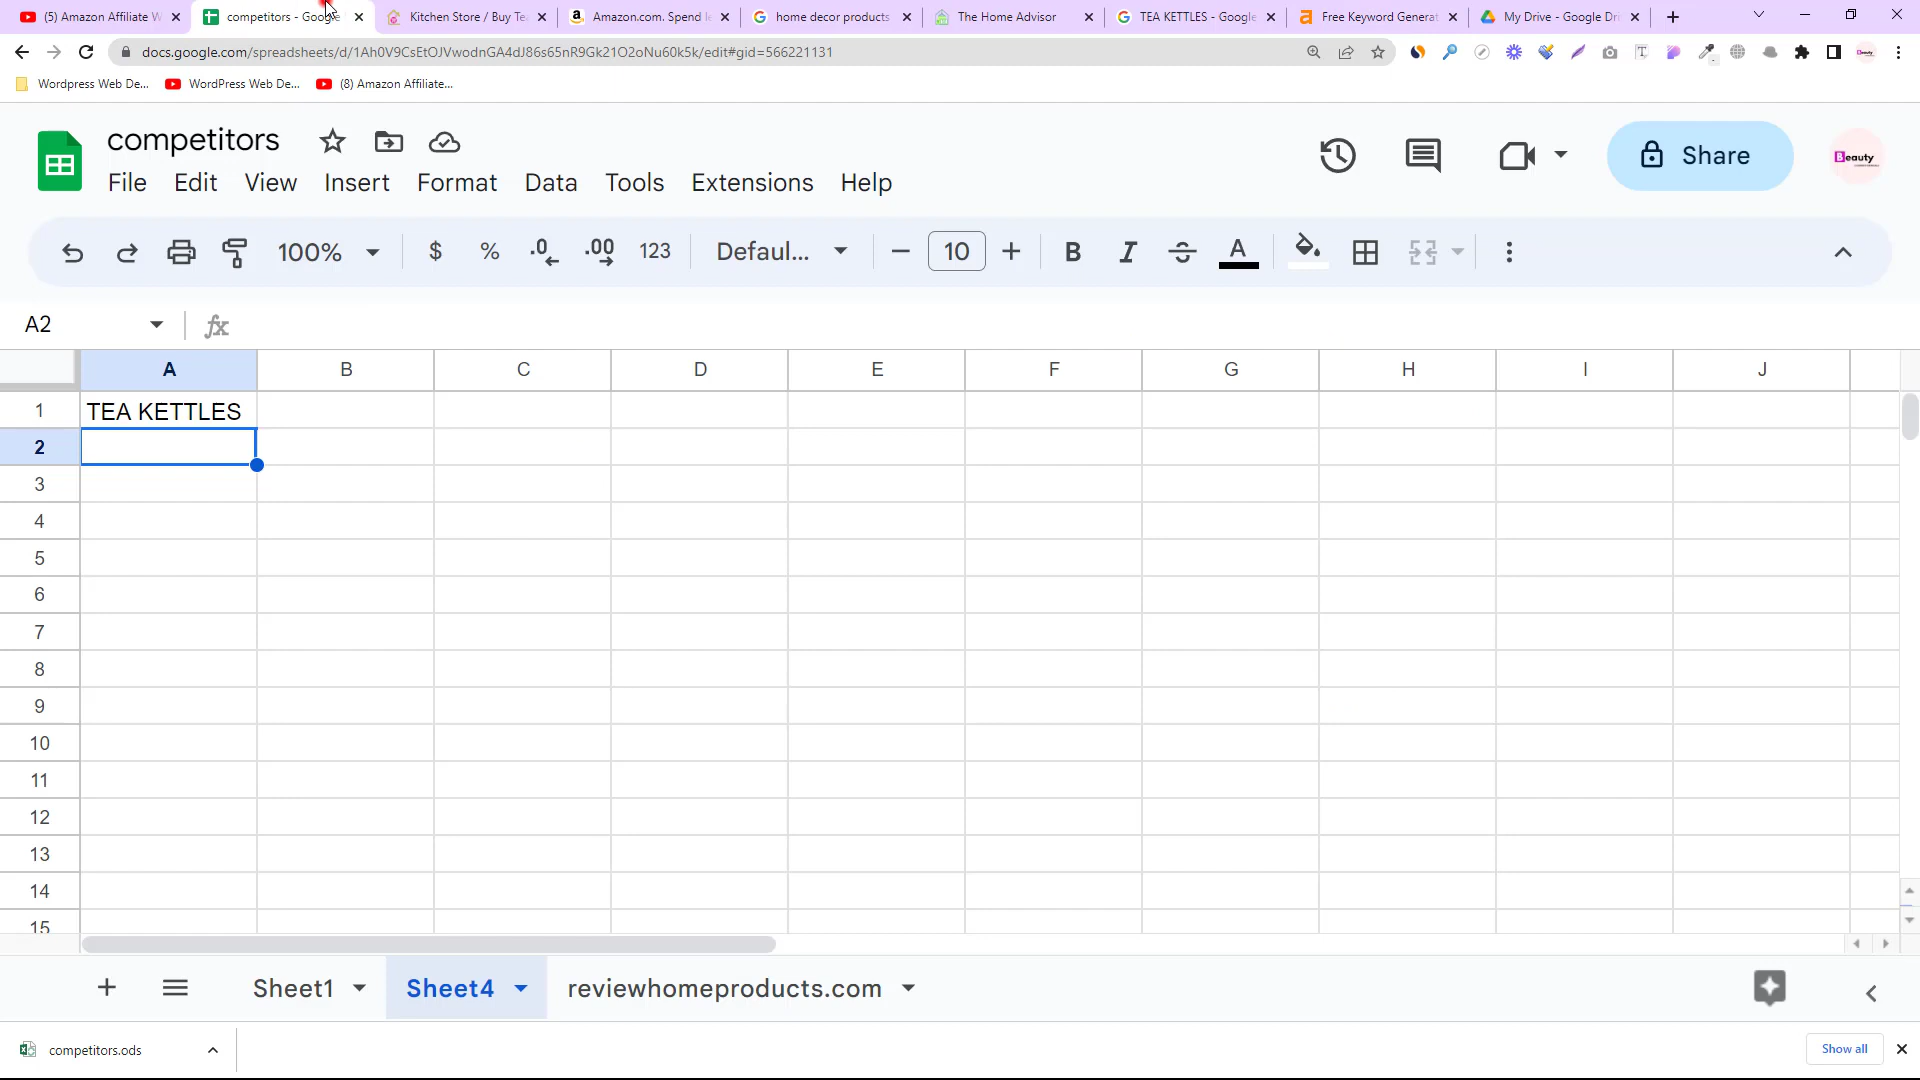 (5) Amazon Affiliate W
competitors - Google
Kitchen Store / Buy Te
Amazon.com. Spend le
home decor products
The Home Advisor
TEA KETTLES - Google
Free Keyword Generat
My Drive - Google Dri
docs.google.com/spreadsheets/d/1Ah0V9CsEtOJVwodnGA4dJ86s65nR9Gk21O2oNu60k5k/edit#gid=566221131
Wordpress Web De...
WordPress Web De...
(8) Amazon Affiliate...
competitors
File Edit View Insert Format Data Tools Extensions Help
Share
Beauty
100% $ % .0 .00 123 Defaul... 10 B I A
A2 fx
A B C D E F G H I J
1 TEA KETTLES
2
3
4
5
6
7
8
9
10
11
12
13
14
15
Sheet1 Sheet4 reviewhomeproducts.com
competitors.ods
Show all